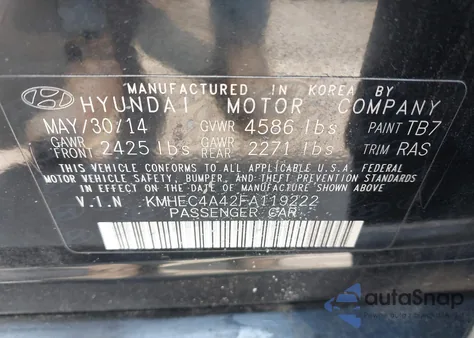 MANUFACTURED IN KOREA BY
HYUNDAI MOTOR COMPANY
MAY/30/14 GVWR 4586 lbs PAINT TB7
GAWR FRONT 2425 lbs GAWR REAR 2271 lbs TRIM RAS
THIS VEHICLE CONFORMS TO ALL APPLICABLE U.S.A. FEDERAL
MOTOR VEHICLE SAFETY, BUMPER, AND THEFT PREVENTION STANDARDS
IN EFFECT ON THE DATE OF MANUFACTURE SHOWN ABOVE.
V.I.N KMHEC4A42FA119222
PASSENGER CAR
autoSnap